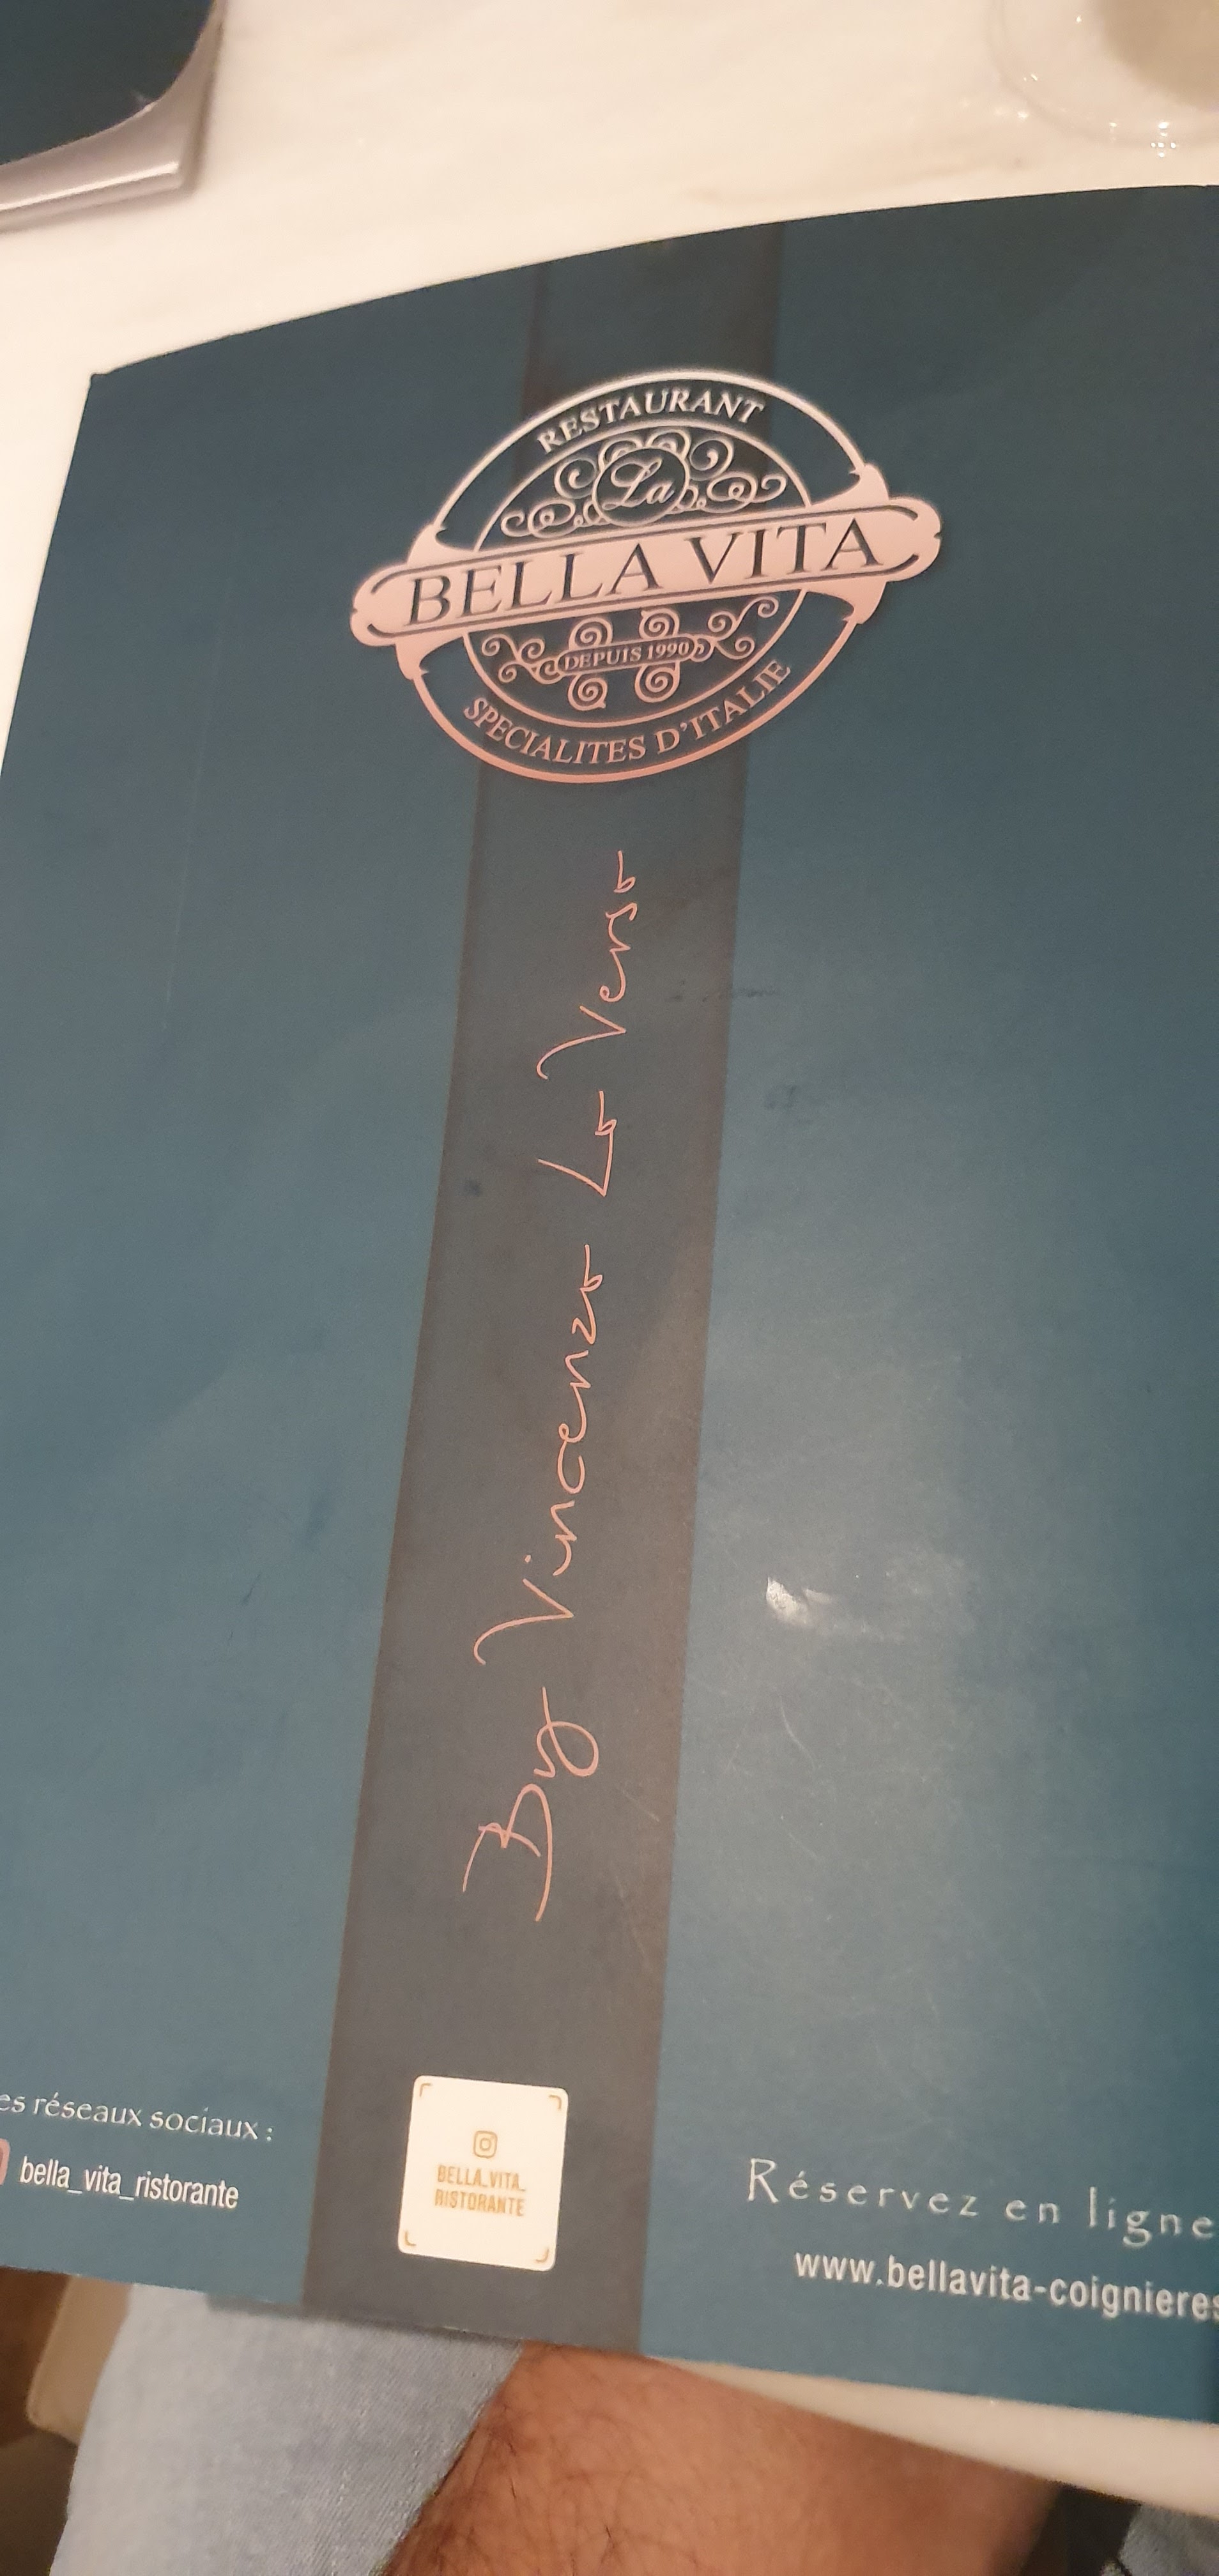 RESTAURANT
La
BELLA VITA
DEPUIS 1990
SPECIALITES D'ITALIE
By Vincenzo Lo Verso
es réseaux sociaux :
bella_vita_ristorante
BELLA_VITA_
RISTORANTE
Réservez en ligne
www.bellavita-coignieres